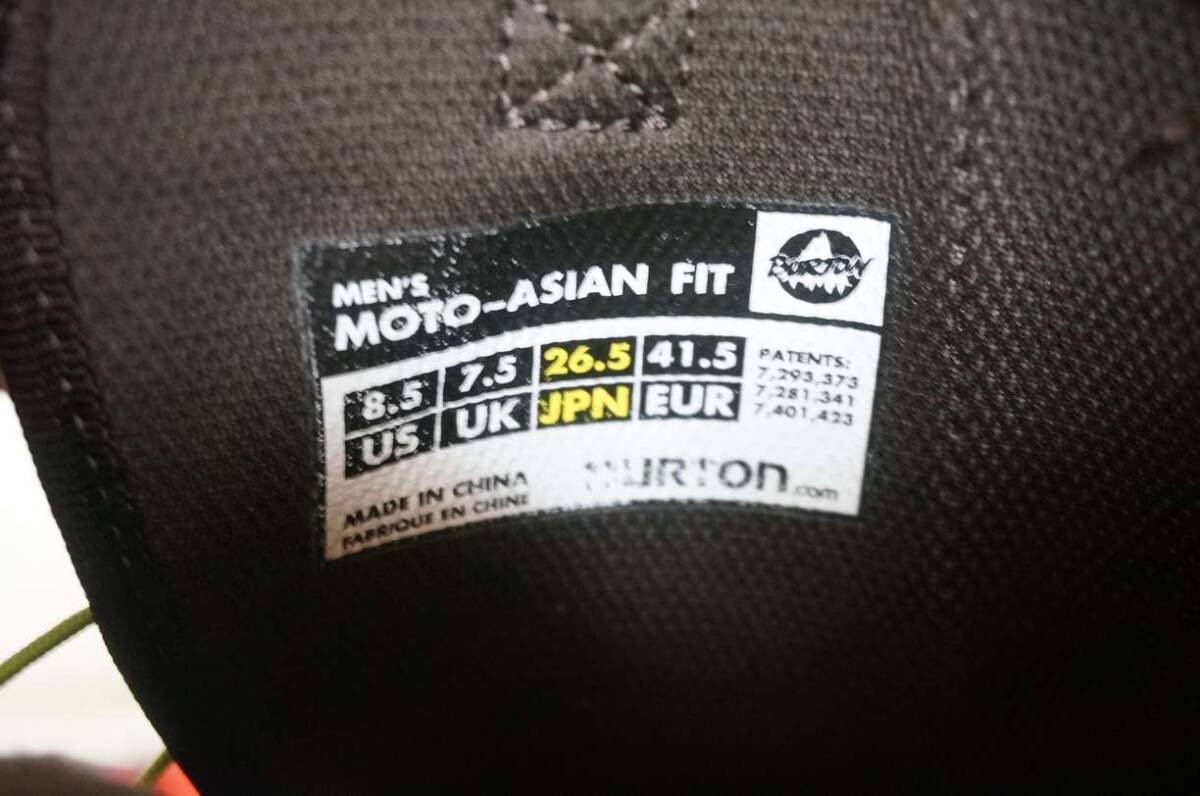 MEN'S
MOTO-ASIAN FIT
BURTON
8.5 7.5 26.5 41.5
US UK JPN EUR
PATENTS:
7,293,373
7,281,341
7,401,423
MADE IN CHINA
FABRIQUE EN CHINE
BURTON.com